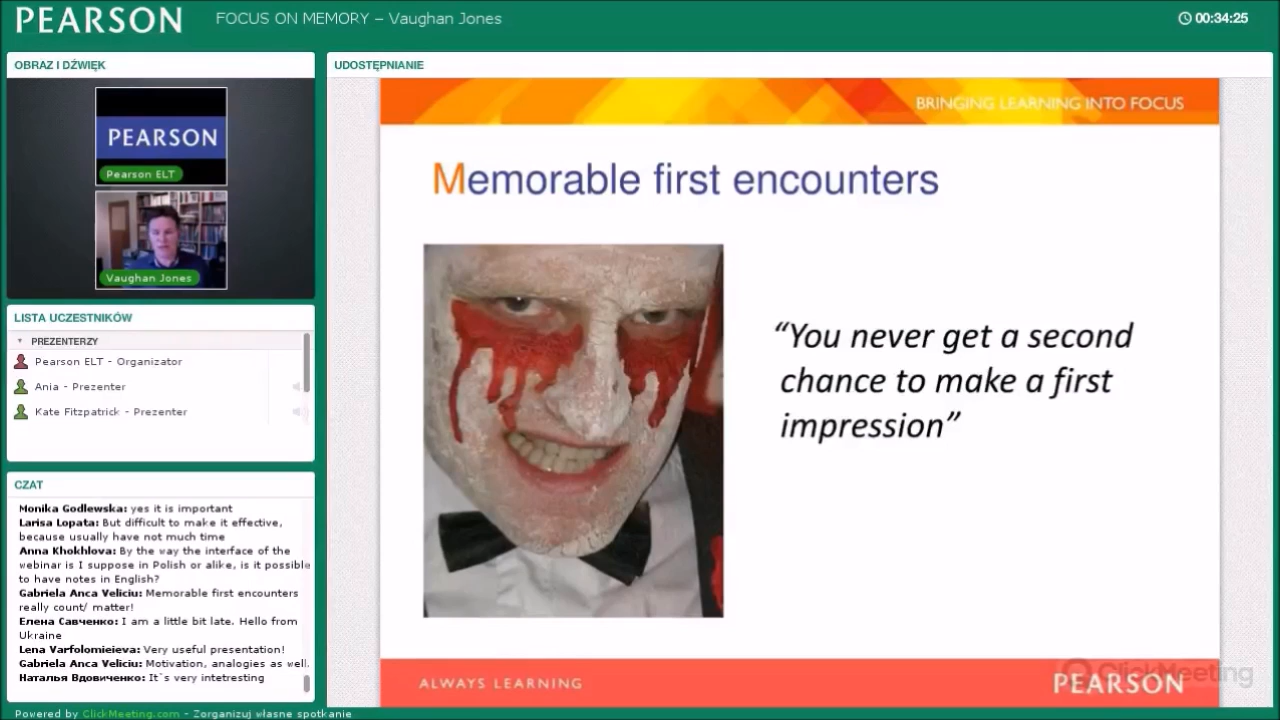 PEARSON
FOCUS ON MEMORY – Vaughan Jones
00:34:25
OBRAZ I DŹWIĘK
PEARSON
Pearson ELT
Vaughan Jones
LISTA UCZESTNIKÓW
PREZENTERZY
Pearson ELT - Organizator
Ania - Prezenter
Kate Fitzpatrick - Prezenter
CZAT
Monika Godlewska: yes it is important
Larisa Lopata: But difficult to make it effective,
because usually have not much time
Anna Khokhlova: By the way the interface of the
webinar is I suppose in Polish or alike, is it possible
to have notes in English?
Gabriela Anca Veliciu: Memorable first encounters
really count/ matter!
Елена Савченко: I am a little bit late. Hello from
Ukraine
Lena Varfolomieieva: Very useful presentation!
Gabriela Anca Veliciu: Motivation, analogies as well.
Наталья Вдовиченко: It`s very intetresting
UDOSTĘPNIANIE
BRINGING LEARNING INTO FOCUS
Memorable first encounters
“You never get a second
chance to make a first
impression”
ALWAYS LEARNING
PEARSON
ClickMeeting
Powered by ClickMeeting.com - Zorganizuj własne spotkanie